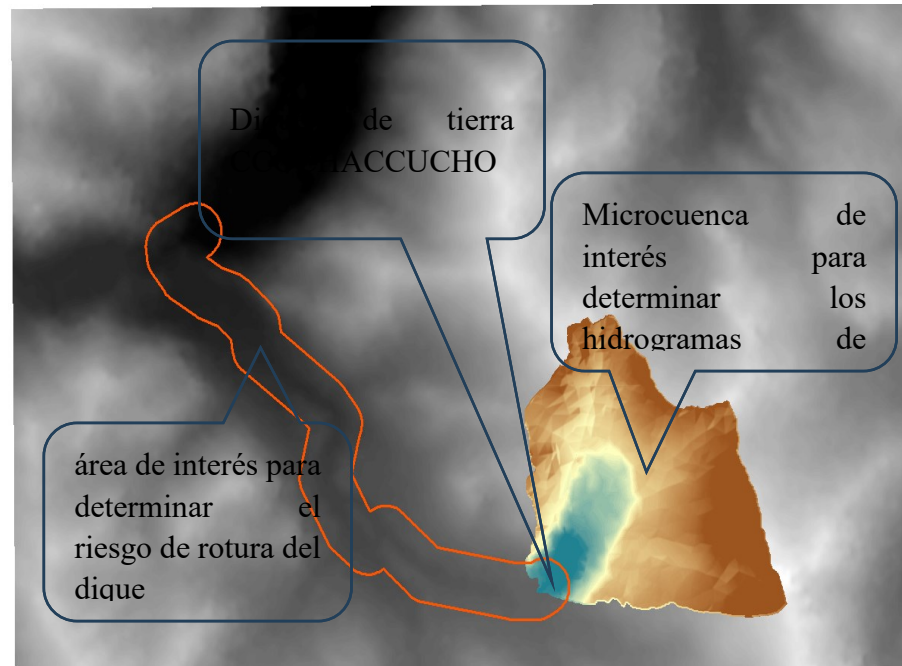 de tierra
Microcuenca de
interés para
determinar los
hidrogramas de
área de interés para
determinar el
riesgo de rotura del
dique